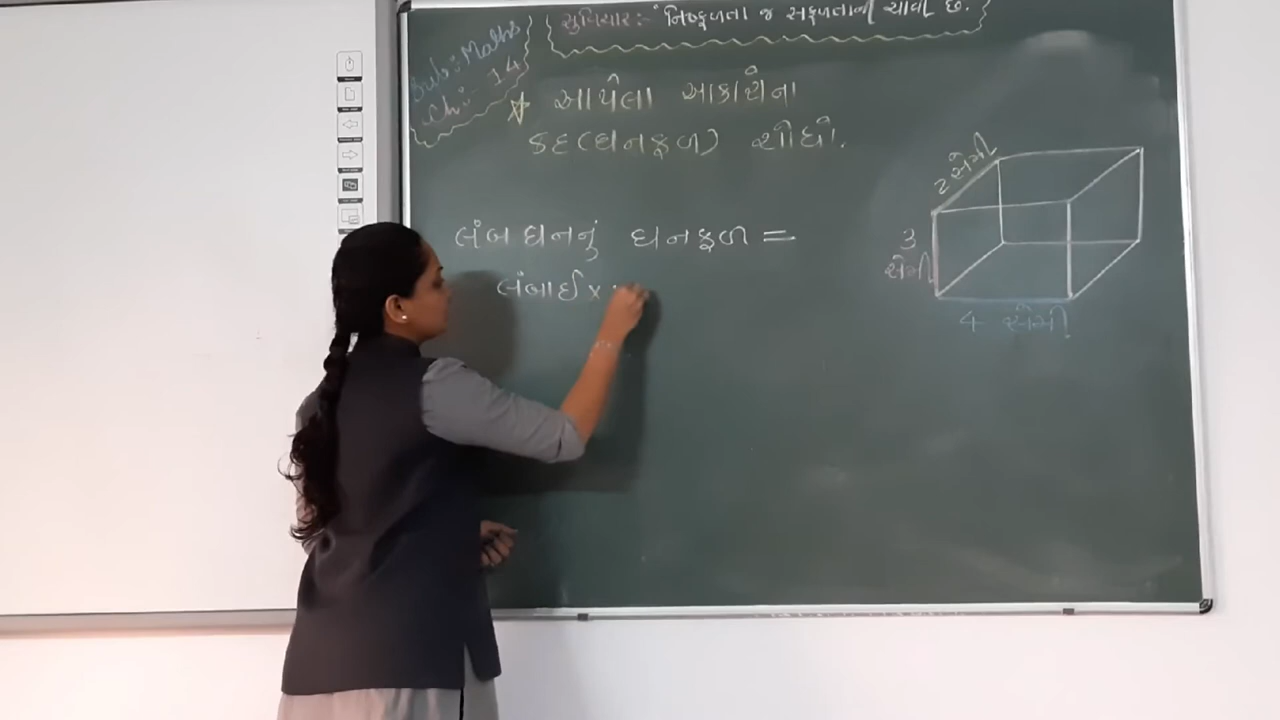 સુવિચાર:- "નિષ્ફળતા જ સફળતાની ચાવી છે.
Sub: Maths
Ch: 14
આપેલા આકારોના
કદ(ઘનફળ) શોધો.
લંબઘનનું ઘનફળ =
લંબાઈ x
2 સેમી
3
સેમી
4 સેમી